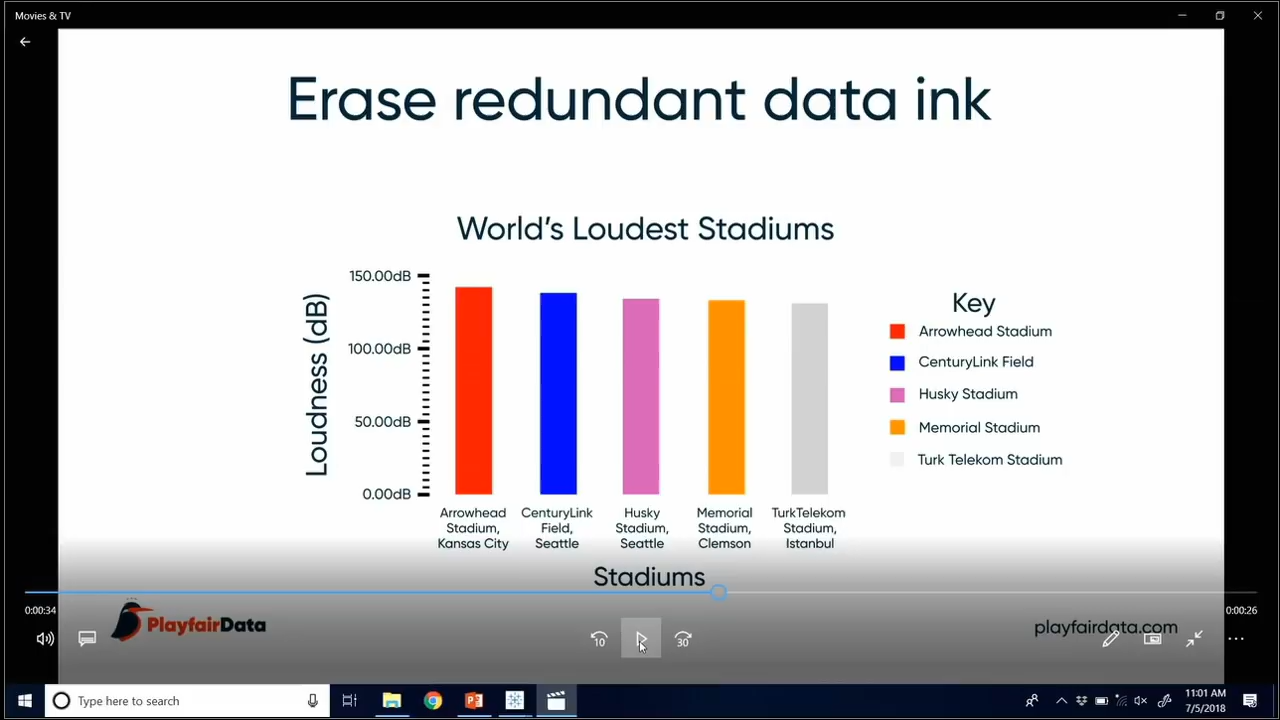 Movies & TV
Erase redundant data ink
World's Loudest Stadiums
Loudness (dB)
150.00dB
100.00dB
50.00dB
0.00dB
Arrowhead
Stadium,
Kansas City
CenturyLink
Field,
Seattle
Husky
Stadium,
Seattle
Memorial
Stadium,
Clemson
TurkTelekom
Stadium,
Istanbul
Stadiums
Key
Arrowhead Stadium
CenturyLink Field
Husky Stadium
Memorial Stadium
Turk Telekom Stadium
0:00:34
0:00:26
PlayfairData
playfairdata.com
10
30
Type here to search
11:01 AM
7/5/2018